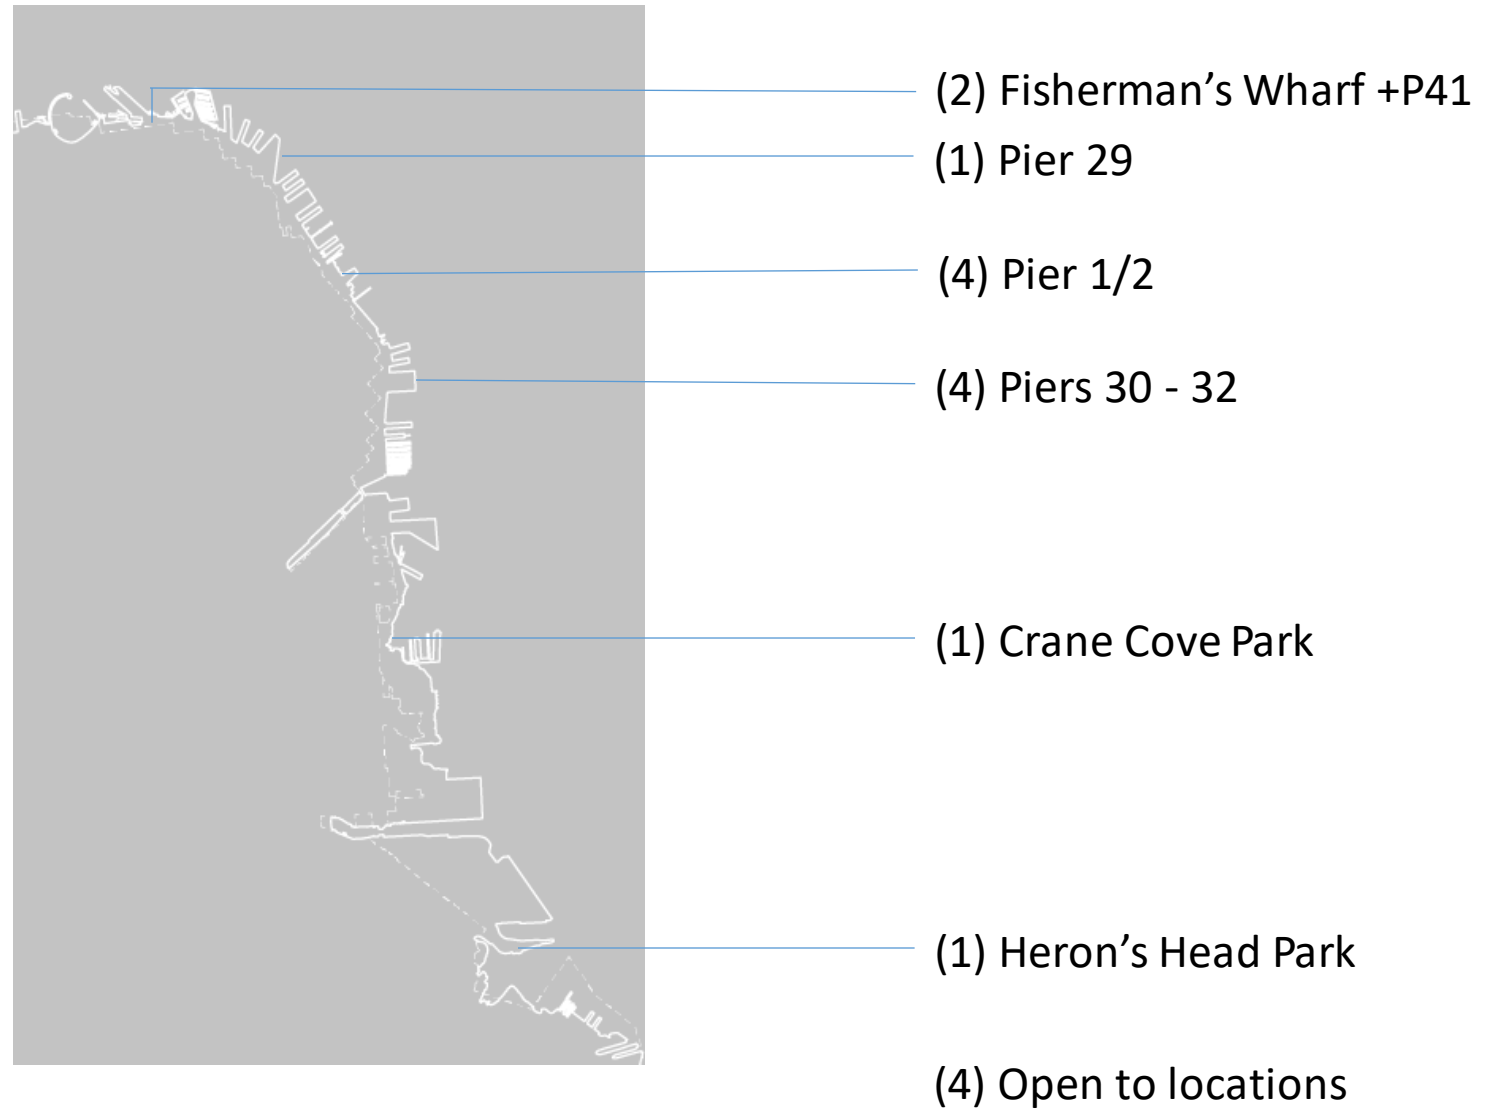 (2) Fisherman’s Wharf +P41
(1) Pier 29
(4) Pier 1/2
(4) Piers 30 - 32
(1) Crane Cove Park
(1) Heron’s Head Park
(4) Open to locations